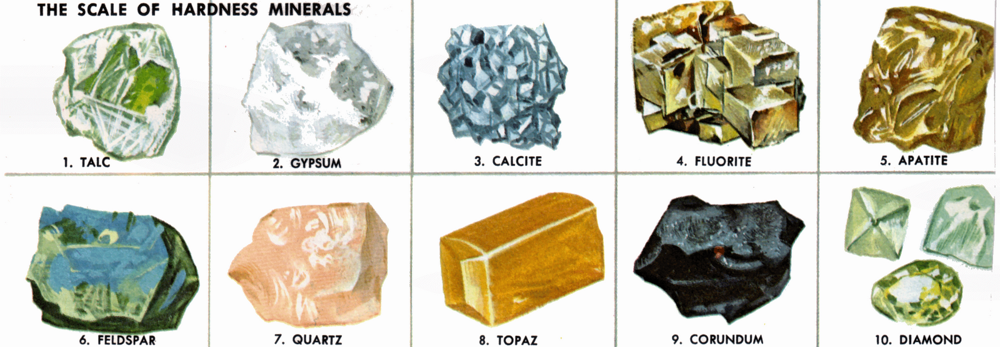 THE SCALE OF HARDNESS MINERALS
1. TALC
2. GYPSUM
3. CALCITE
4. FLUORITE
5. APATITE
6. FELDSPAR
7. QUARTZ
8. TOPAZ
9. CORUNDUM
10. DIAMOND